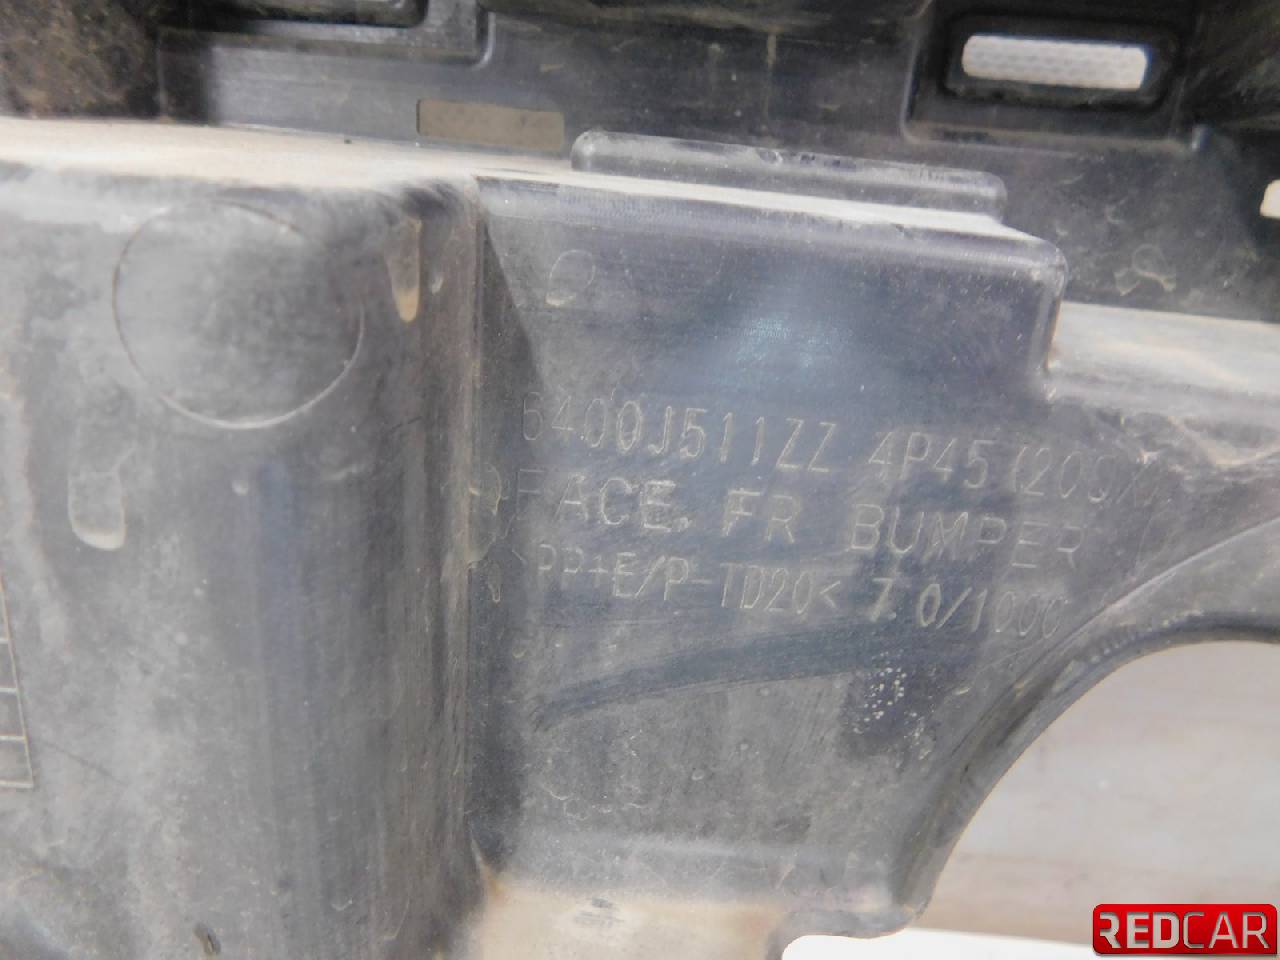 6400J511ZZ 4P45
FACE, FR BUMPER
>PP+E/P-TD20< 7.0/1000
REDCAR